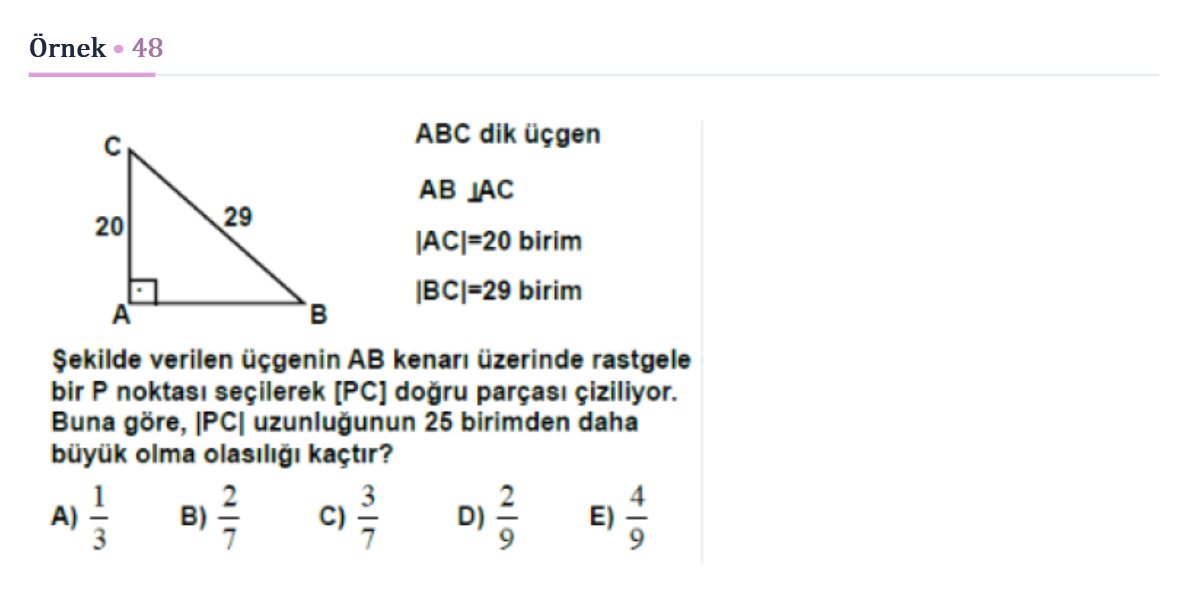 Örnek • 48
ABC dik üçgen
C
AB ⊥AC
20
29
|AC|=20 birim
|BC|=29 birim
A
B
Şekilde verilen üçgenin AB kenarı üzerinde rastgele
bir P noktası seçilerek [PC] doğru parçası çiziliyor.
Buna göre, |PC| uzunluğunun 25 birimden daha
büyük olma olasılığı kaçtır?
A) 1/3 B) 2/7 C) 3/7 D) 2/9 E) 4/9